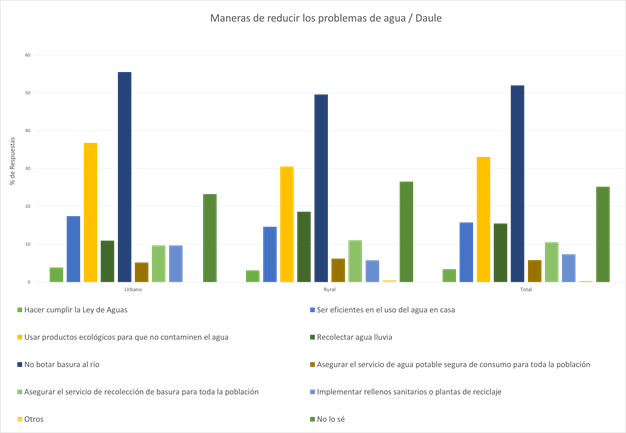 Maneras de reducir los problemas de agua / Daule
60
50
40
30
20
10
0
% de Respuestas
Urbano
Rural
Total
Hacer cumplir la Ley de Aguas
Ser eficientes en el uso del agua en casa
Usar productos ecológicos para que no contaminen el agua
Recolectar agua lluvia
No botar basura al río
Asegurar el servicio de agua potable segura de consumo para toda la población
Asegurar el servicio de recolección de basura para toda la población
Implementar rellenos sanitarios o plantas de reciclaje
Otros
No lo sé